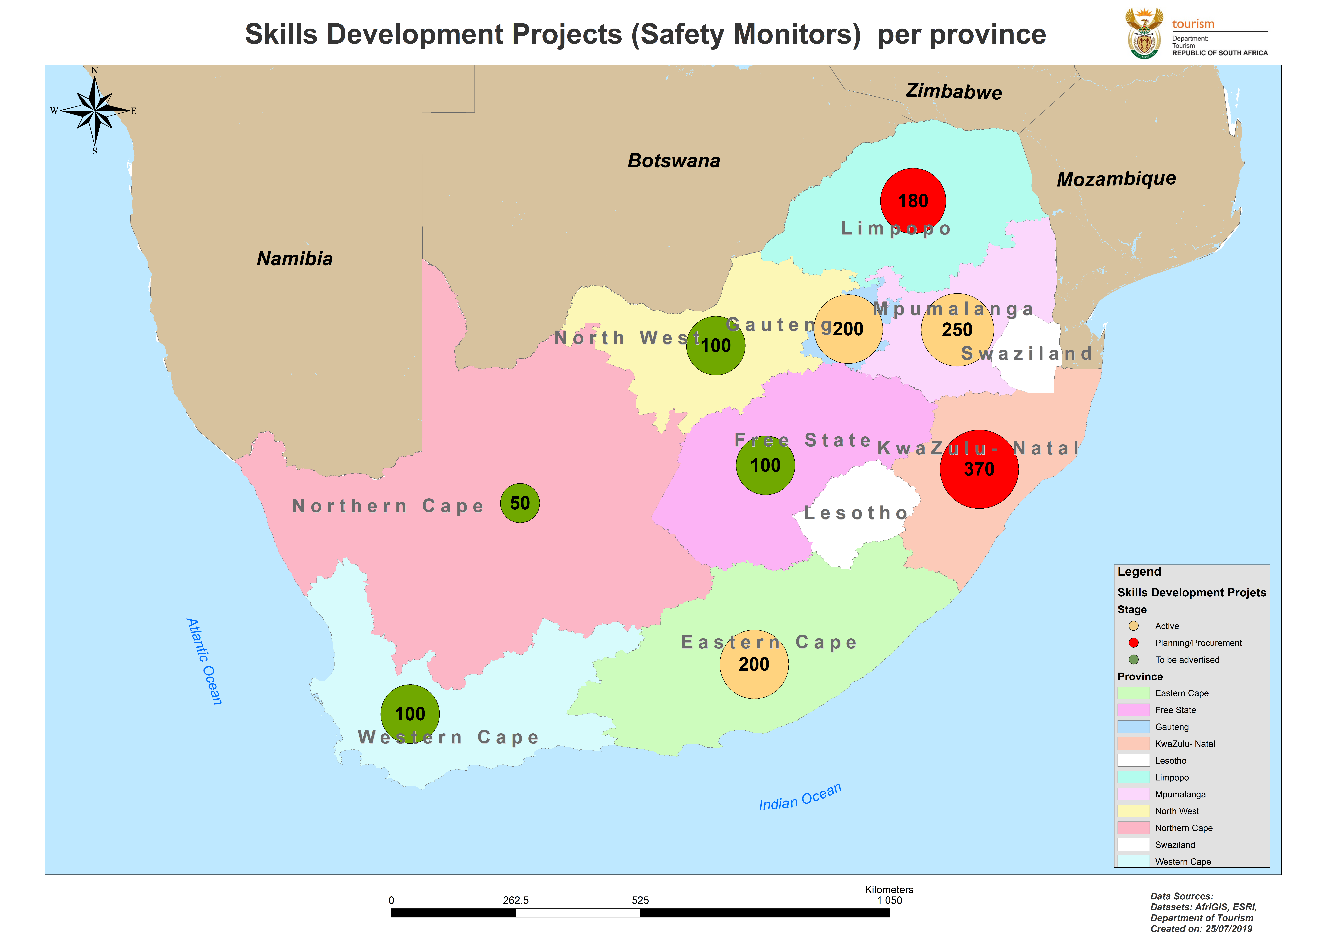 Skills Development Projects (Safety Monitors) per province
tourism
Department:
Tourism
REPUBLIC OF SOUTH AFRICA
N
W
E
S
Zimbabwe
Botswana
Mozambique
Namibia
180
Limpopo
Mpumalanga
Gauteng
200
250
North West
100
Swaziland
Free State
KwaZulu- Natal
100
370
Northern Cape
50
Lesotho
Eastern Cape
200
100
Western Cape
Atlantic Ocean
Indian Ocean
Legend
Skills Development Projets
Stage
Active
Planning/Procurement
To be advertised
Province
Eastern Cape
Free State
Gauteng
KwaZulu- Natal
Lesotho
Limpopo
Mpumalanga
North West
Northern Cape
Swaziland
Western Cape
Kilometers
0 262.5 525 1 050
Data Sources:
Datasets: AfriGIS, ESRI,
Department of Tourism
Created on: 25/07/2019